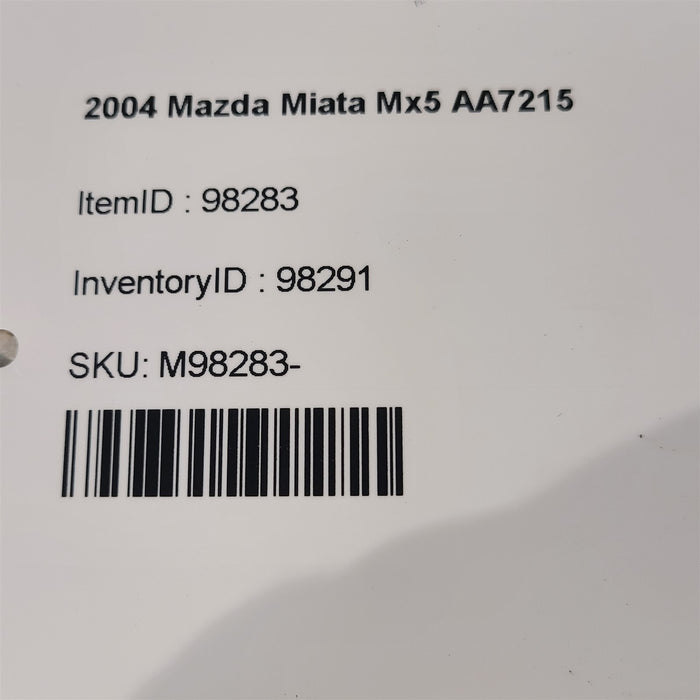 2004 Mazda Miata Mx5 AA7215
ItemID : 98283
InventoryID : 98291
SKU: M98283-